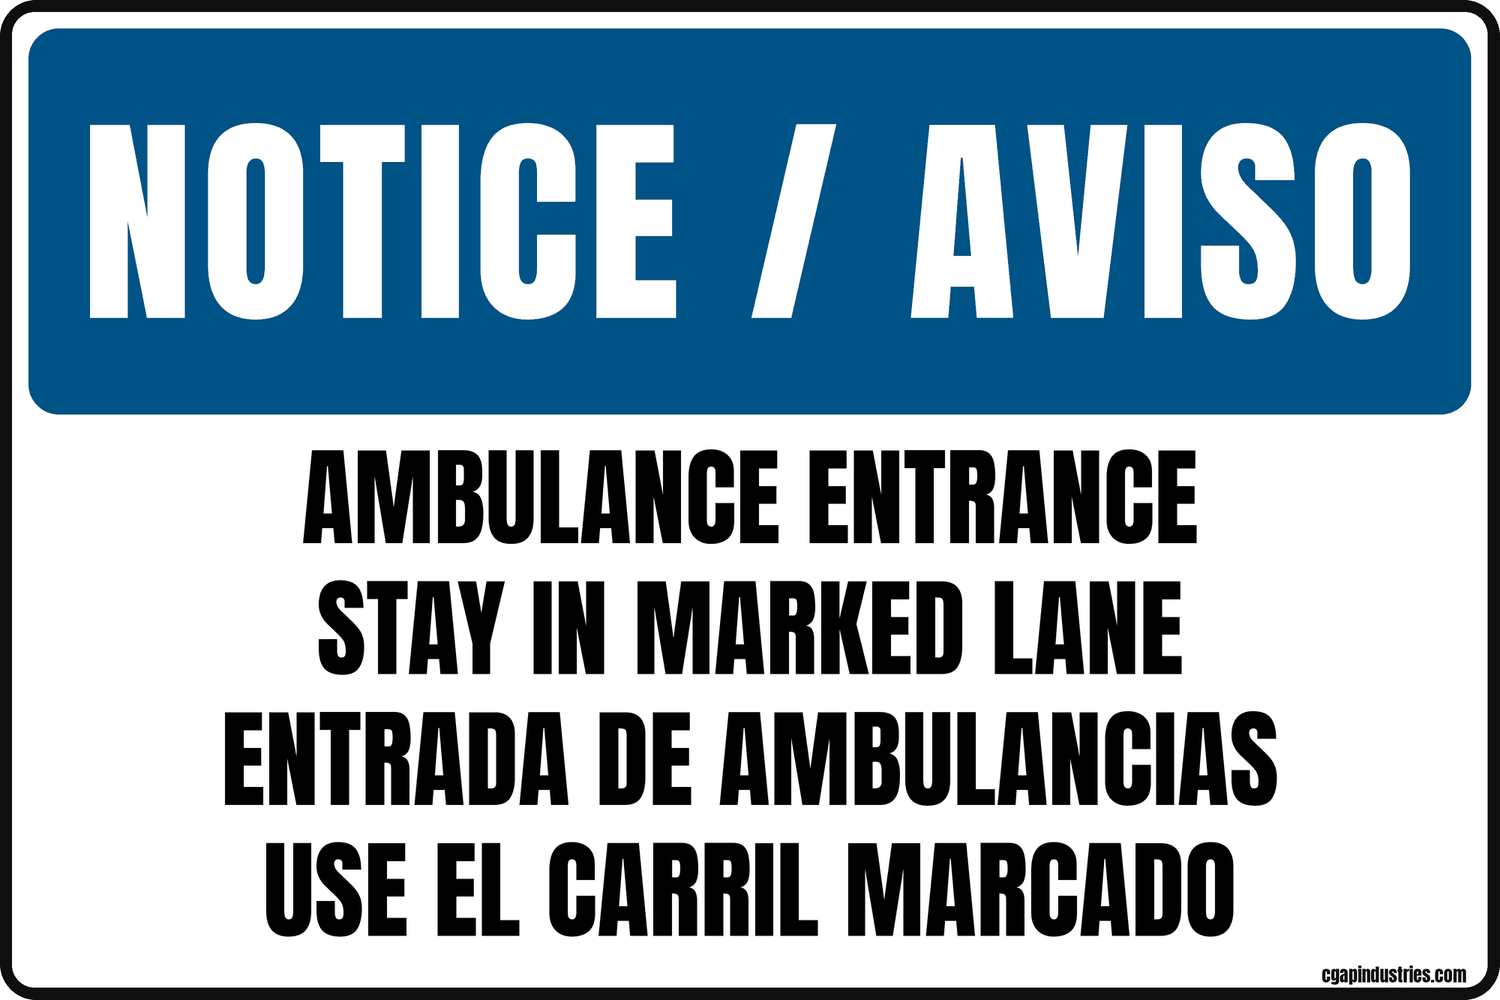 NOTICE / AVISO
AMBULANCE ENTRANCE
STAY IN MARKED LANE
ENTRADA DE AMBULANCIAS
USE EL CARRIL MARCADO
cgapindustries.com